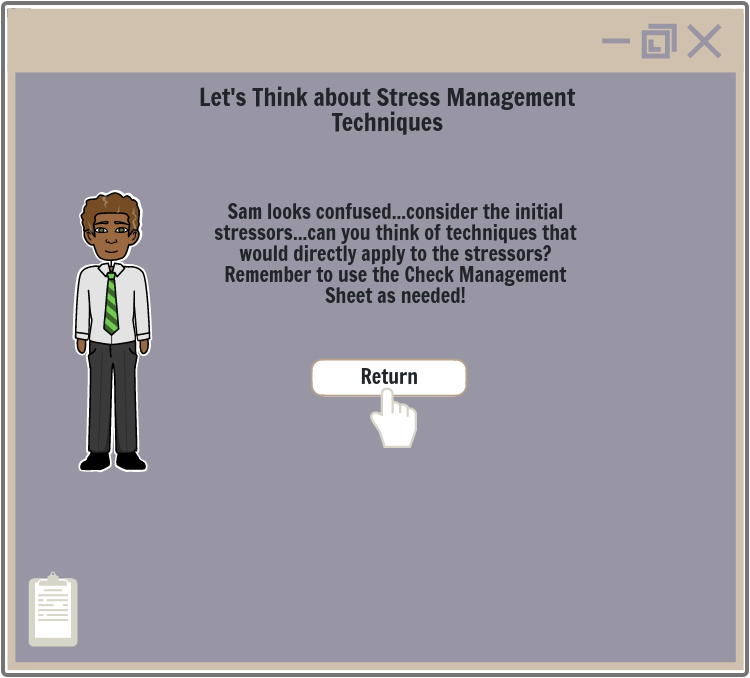 Let's Think about Stress Management
Techniques
Sam looks confused...consider the initial
stressors...can you think of techniques that
would directly apply to the stressors?
Remember to use the Check Management
Sheet as needed!
Return